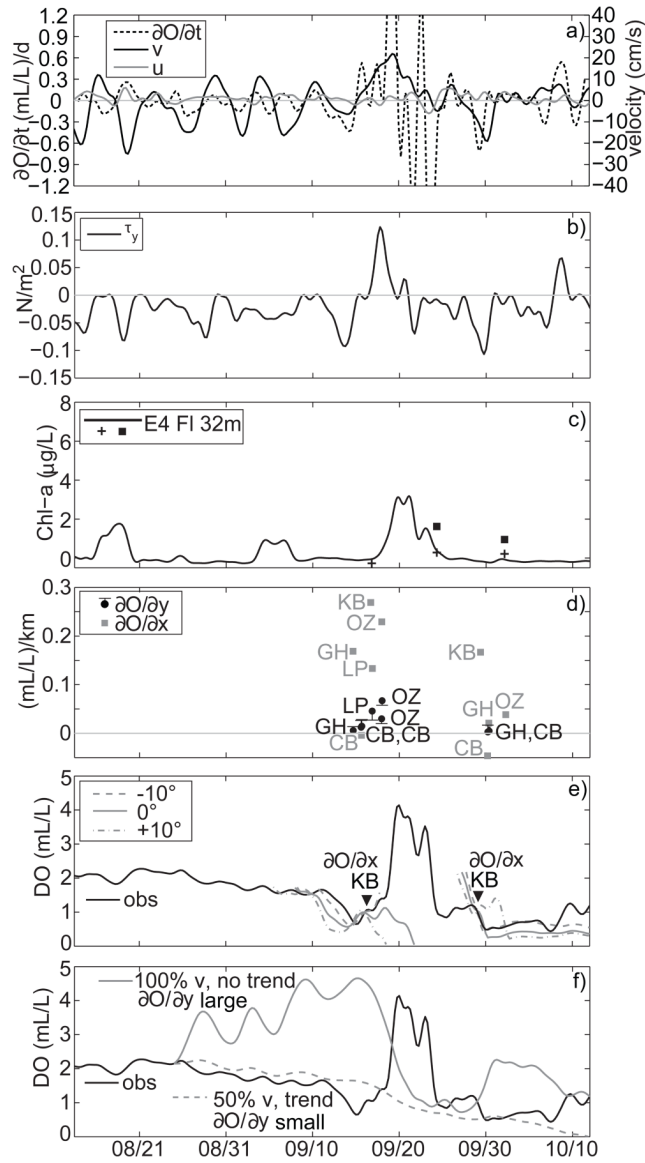 1.2
0.9
0.6
0.3
0
−0.3
−0.6
−0.9
−1.2
∂O/∂t (mL/L)/d
∂O/∂t
v
u
a)
40
30
20
10
0
−10
−20
−30
−40
velocity (cm/s)
0.15
0.1
0.05
0
−0.05
−0.1
−0.15
N/m²
τy
b)
8
6
4
2
0
Chl−a (µg/L)
E4 Fl 32m
c)
0.3
0.2
0.1
0
(mL/L)/km
∂O/∂y
∂O/∂x
d)
KB
OZ
GH
LP
KB
LP
OZ
OZ
GH
CB,CB
CB
GH
OZ
GH,CB
CB
5
4
3
2
1
0
DO (mL/L)
-10°
0°
+10°
obs
e)
∂O/∂x
KB
∂O/∂x
KB
5
4
3
2
1
0
DO (mL/L)
100% v, no trend
∂O/∂y large
f)
obs
50% v, trend
∂O/∂y small
08/21
08/31
09/10
09/20
09/30
10/10